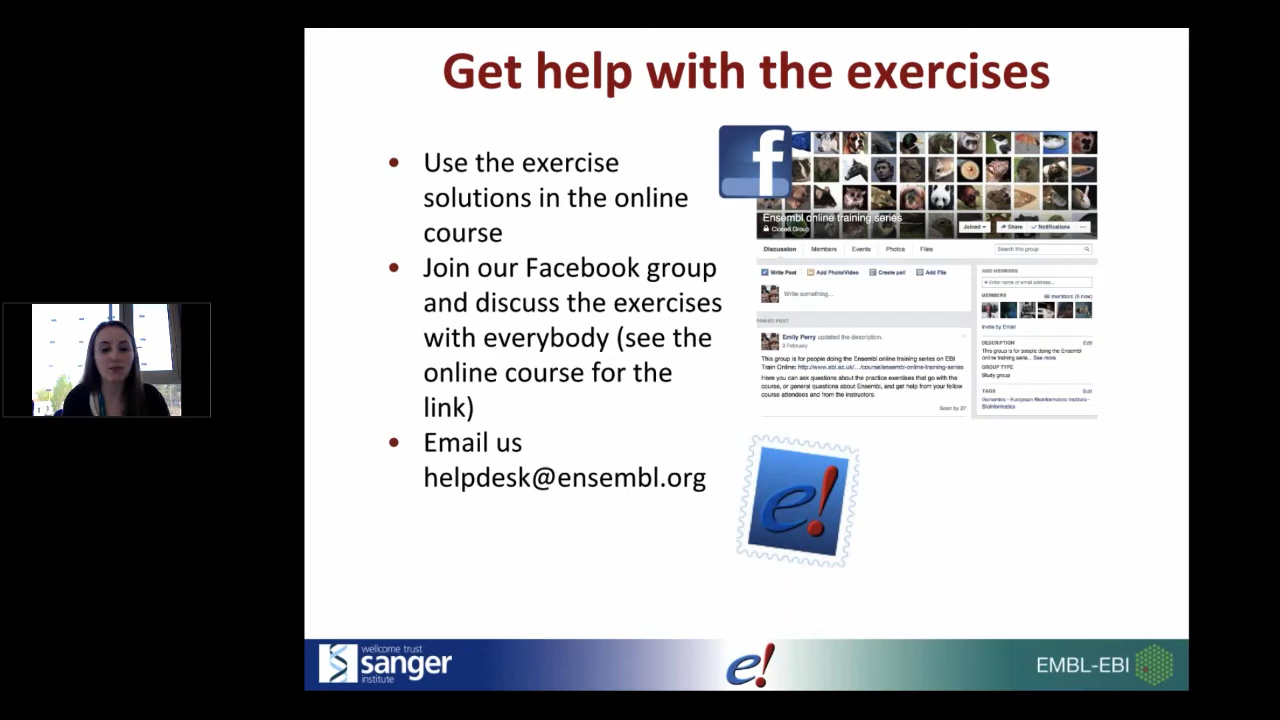 Get help with the exercises
Use the exercise
solutions in the online
course
Join our Facebook group
and discuss the exercises
with everybody (see the
online course for the
link)
Email us
helpdesk@ensembl.org
f
Ensembl online training series
Closed Group
Joined
Share
Notifications
Discussion
Members
Events
Photos
Files
Search this group
Write Post
Add Photo/Video
Create poll
Add File
Write something...
PINNED POST
Emily Perry updated the description.
3 February
This group is for people doing the Ensembl online training series on EBI
Train Online: http://www.ebi.ac.uk/.../course/ensembl-online-training-series
Here you can ask questions about the practice exercises that go with the
course, or general questions about Ensembl, and get help from your fellow
course attendees and from the instructors.
Seen by 37
ADD MEMBERS
+ Enter name or email address...
MEMBERS
Invite by Email
DESCRIPTION
Edit
This group is for people doing the Ensembl
online training serie... See more
GROUP TYPE
Study group
TAGS
Edit
Genomics - European Bioinformatics Institute -
Bioinformatics
e!
wellcome trust
sanger
institute
e!
EMBL-EBI